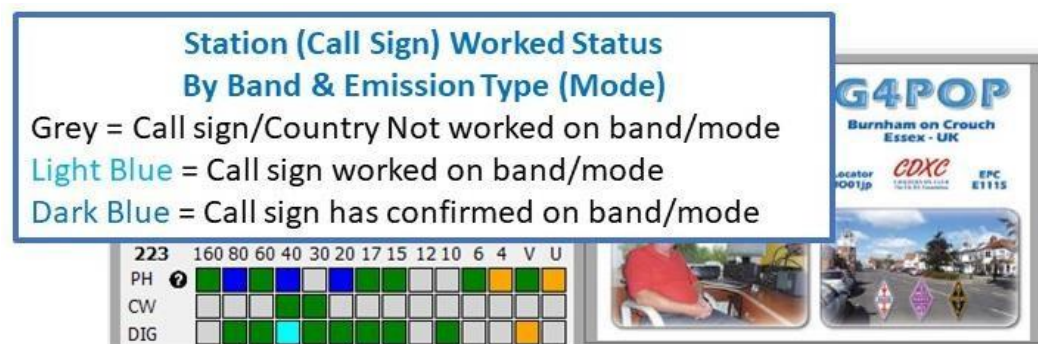 Station (Call Sign) Worked Status
By Band & Emission Type (Mode)
Grey = Call sign/Country Not worked on band/mode
Light Blue = Call sign worked on band/mode
Dark Blue = Call sign has confirmed on band/mode
223 160 80 60 40 30 20 17 15 12 10 6 4 V U
PH ?
CW
DIG
G4POP
Burnham on Crouch
Essex - UK
CDXC
EPC
E1115